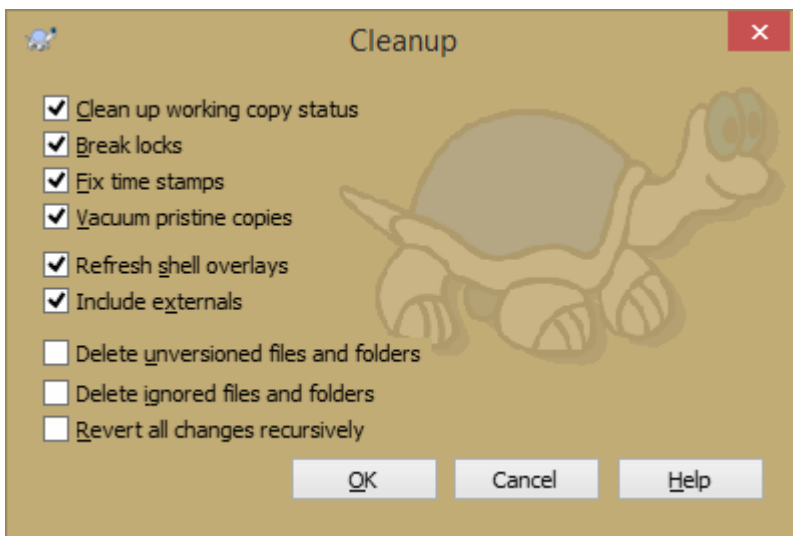 Cleanup
Clean up working copy status
Break locks
Fix time stamps
Vacuum pristine copies
Refresh shell overlays
Include externals
Delete unversioned files and folders
Delete ignored files and folders
Revert all changes recursively
OK Cancel Help